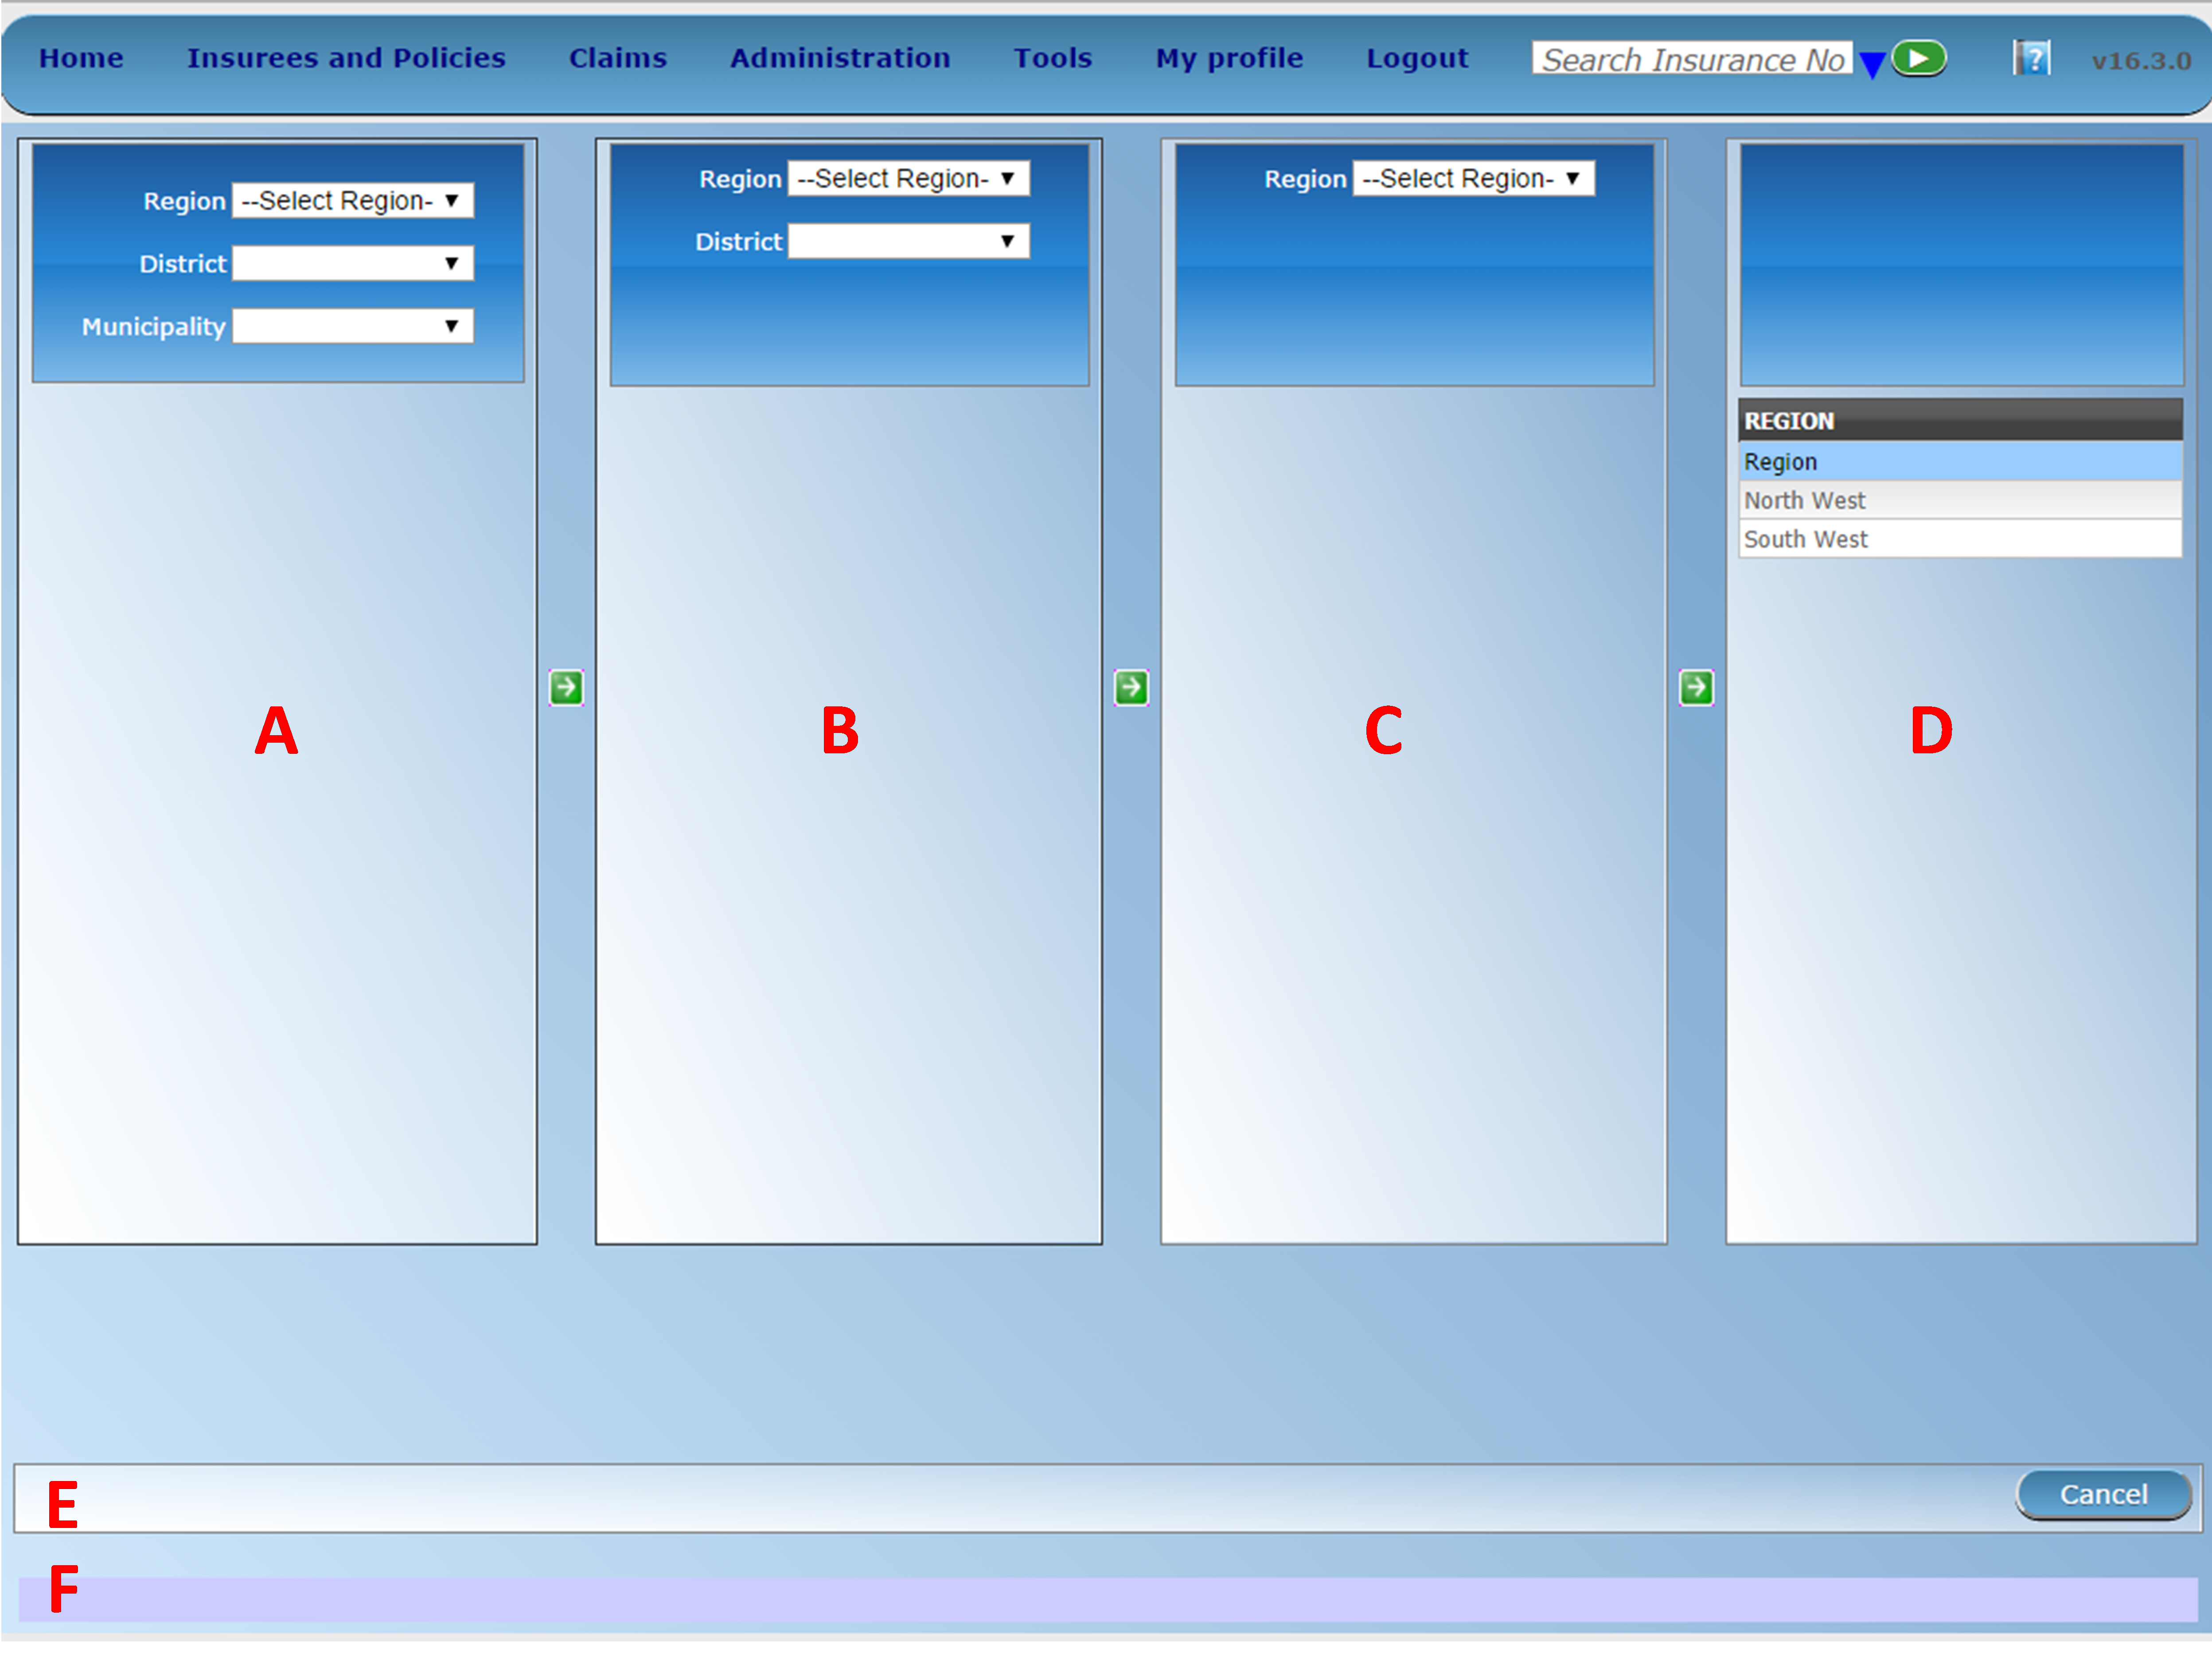 Home Insurees and Policies Claims Administration Tools My profile Logout Search Insurance No ? v16.3.0
Region --Select Region-
District
Municipality
A
Region --Select Region-
District
B
Region --Select Region-
C
REGION
Region
North West
South West
D
E Cancel
F